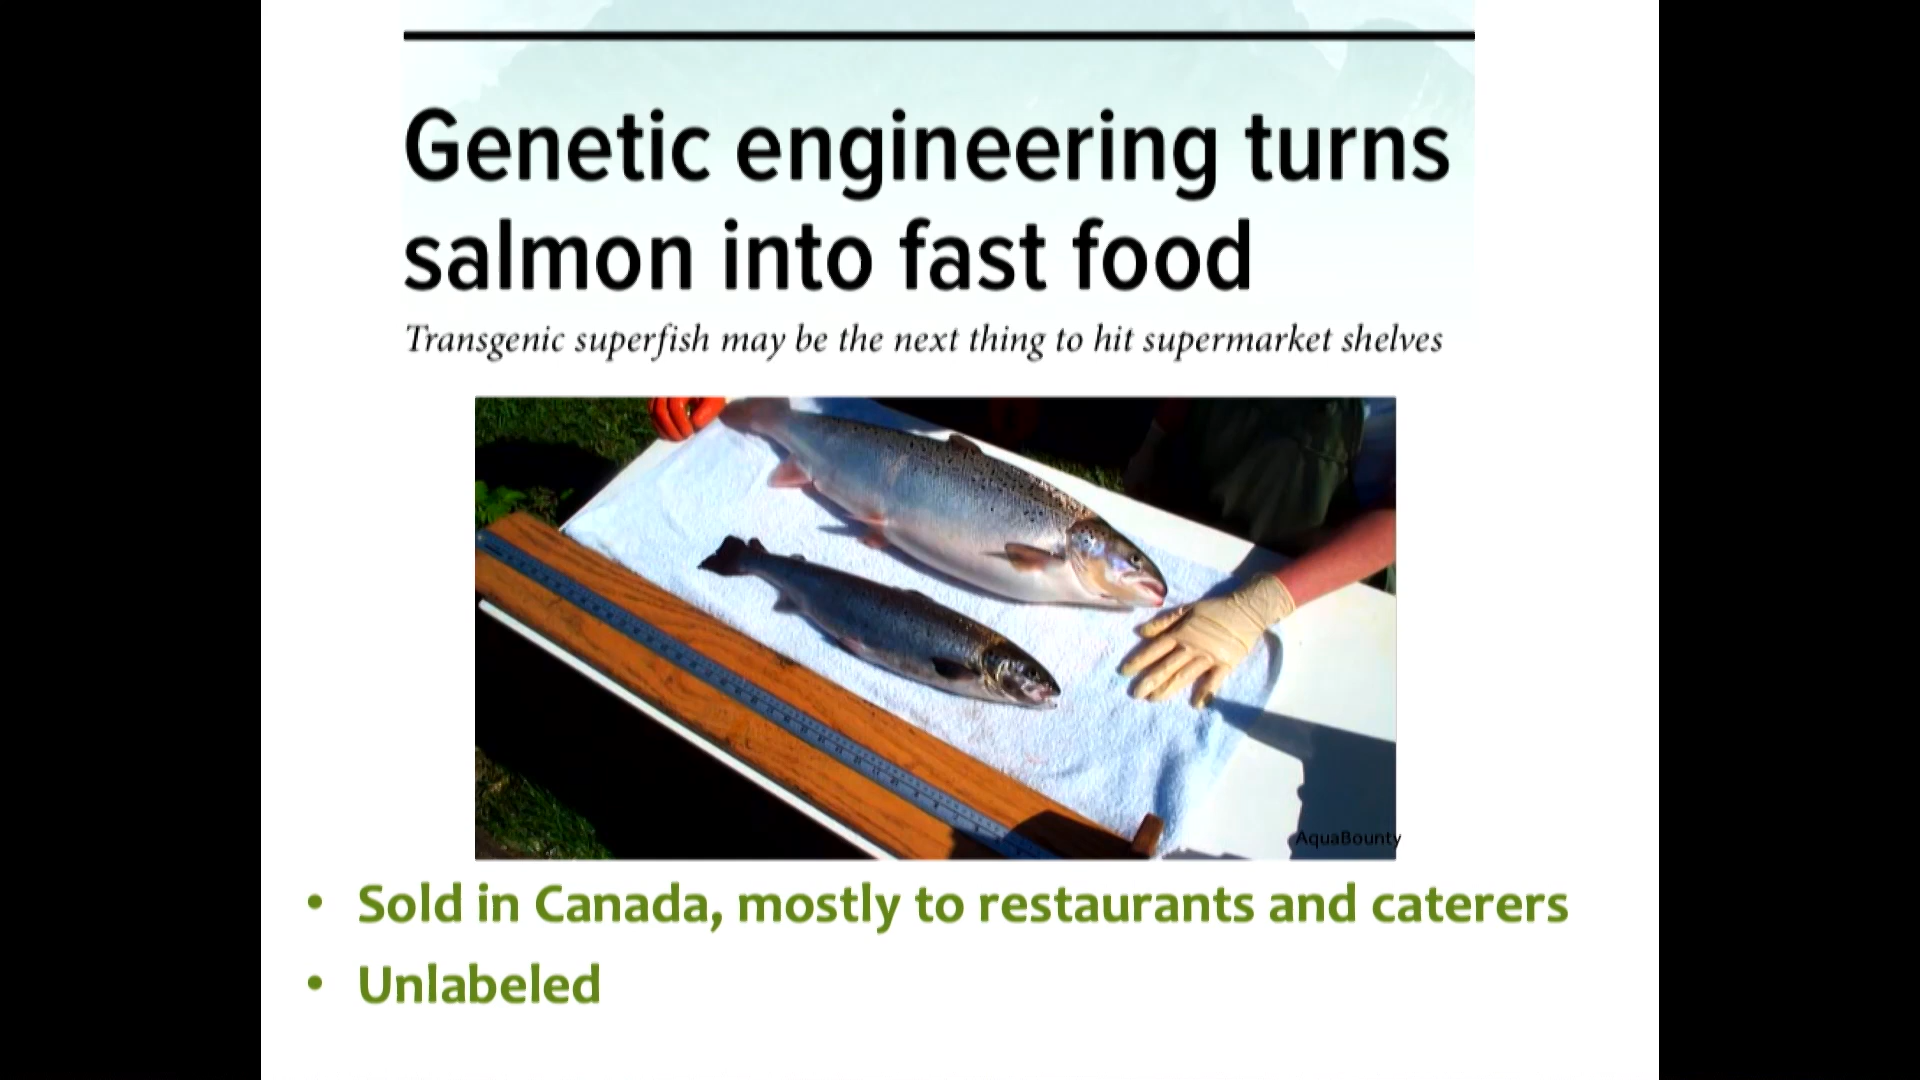 Genetic engineering turns
salmon into fast food
Transgenic superfish may be the next thing to hit supermarket shelves
AquaBounty
• Sold in Canada, mostly to restaurants and caterers
• Unlabeled